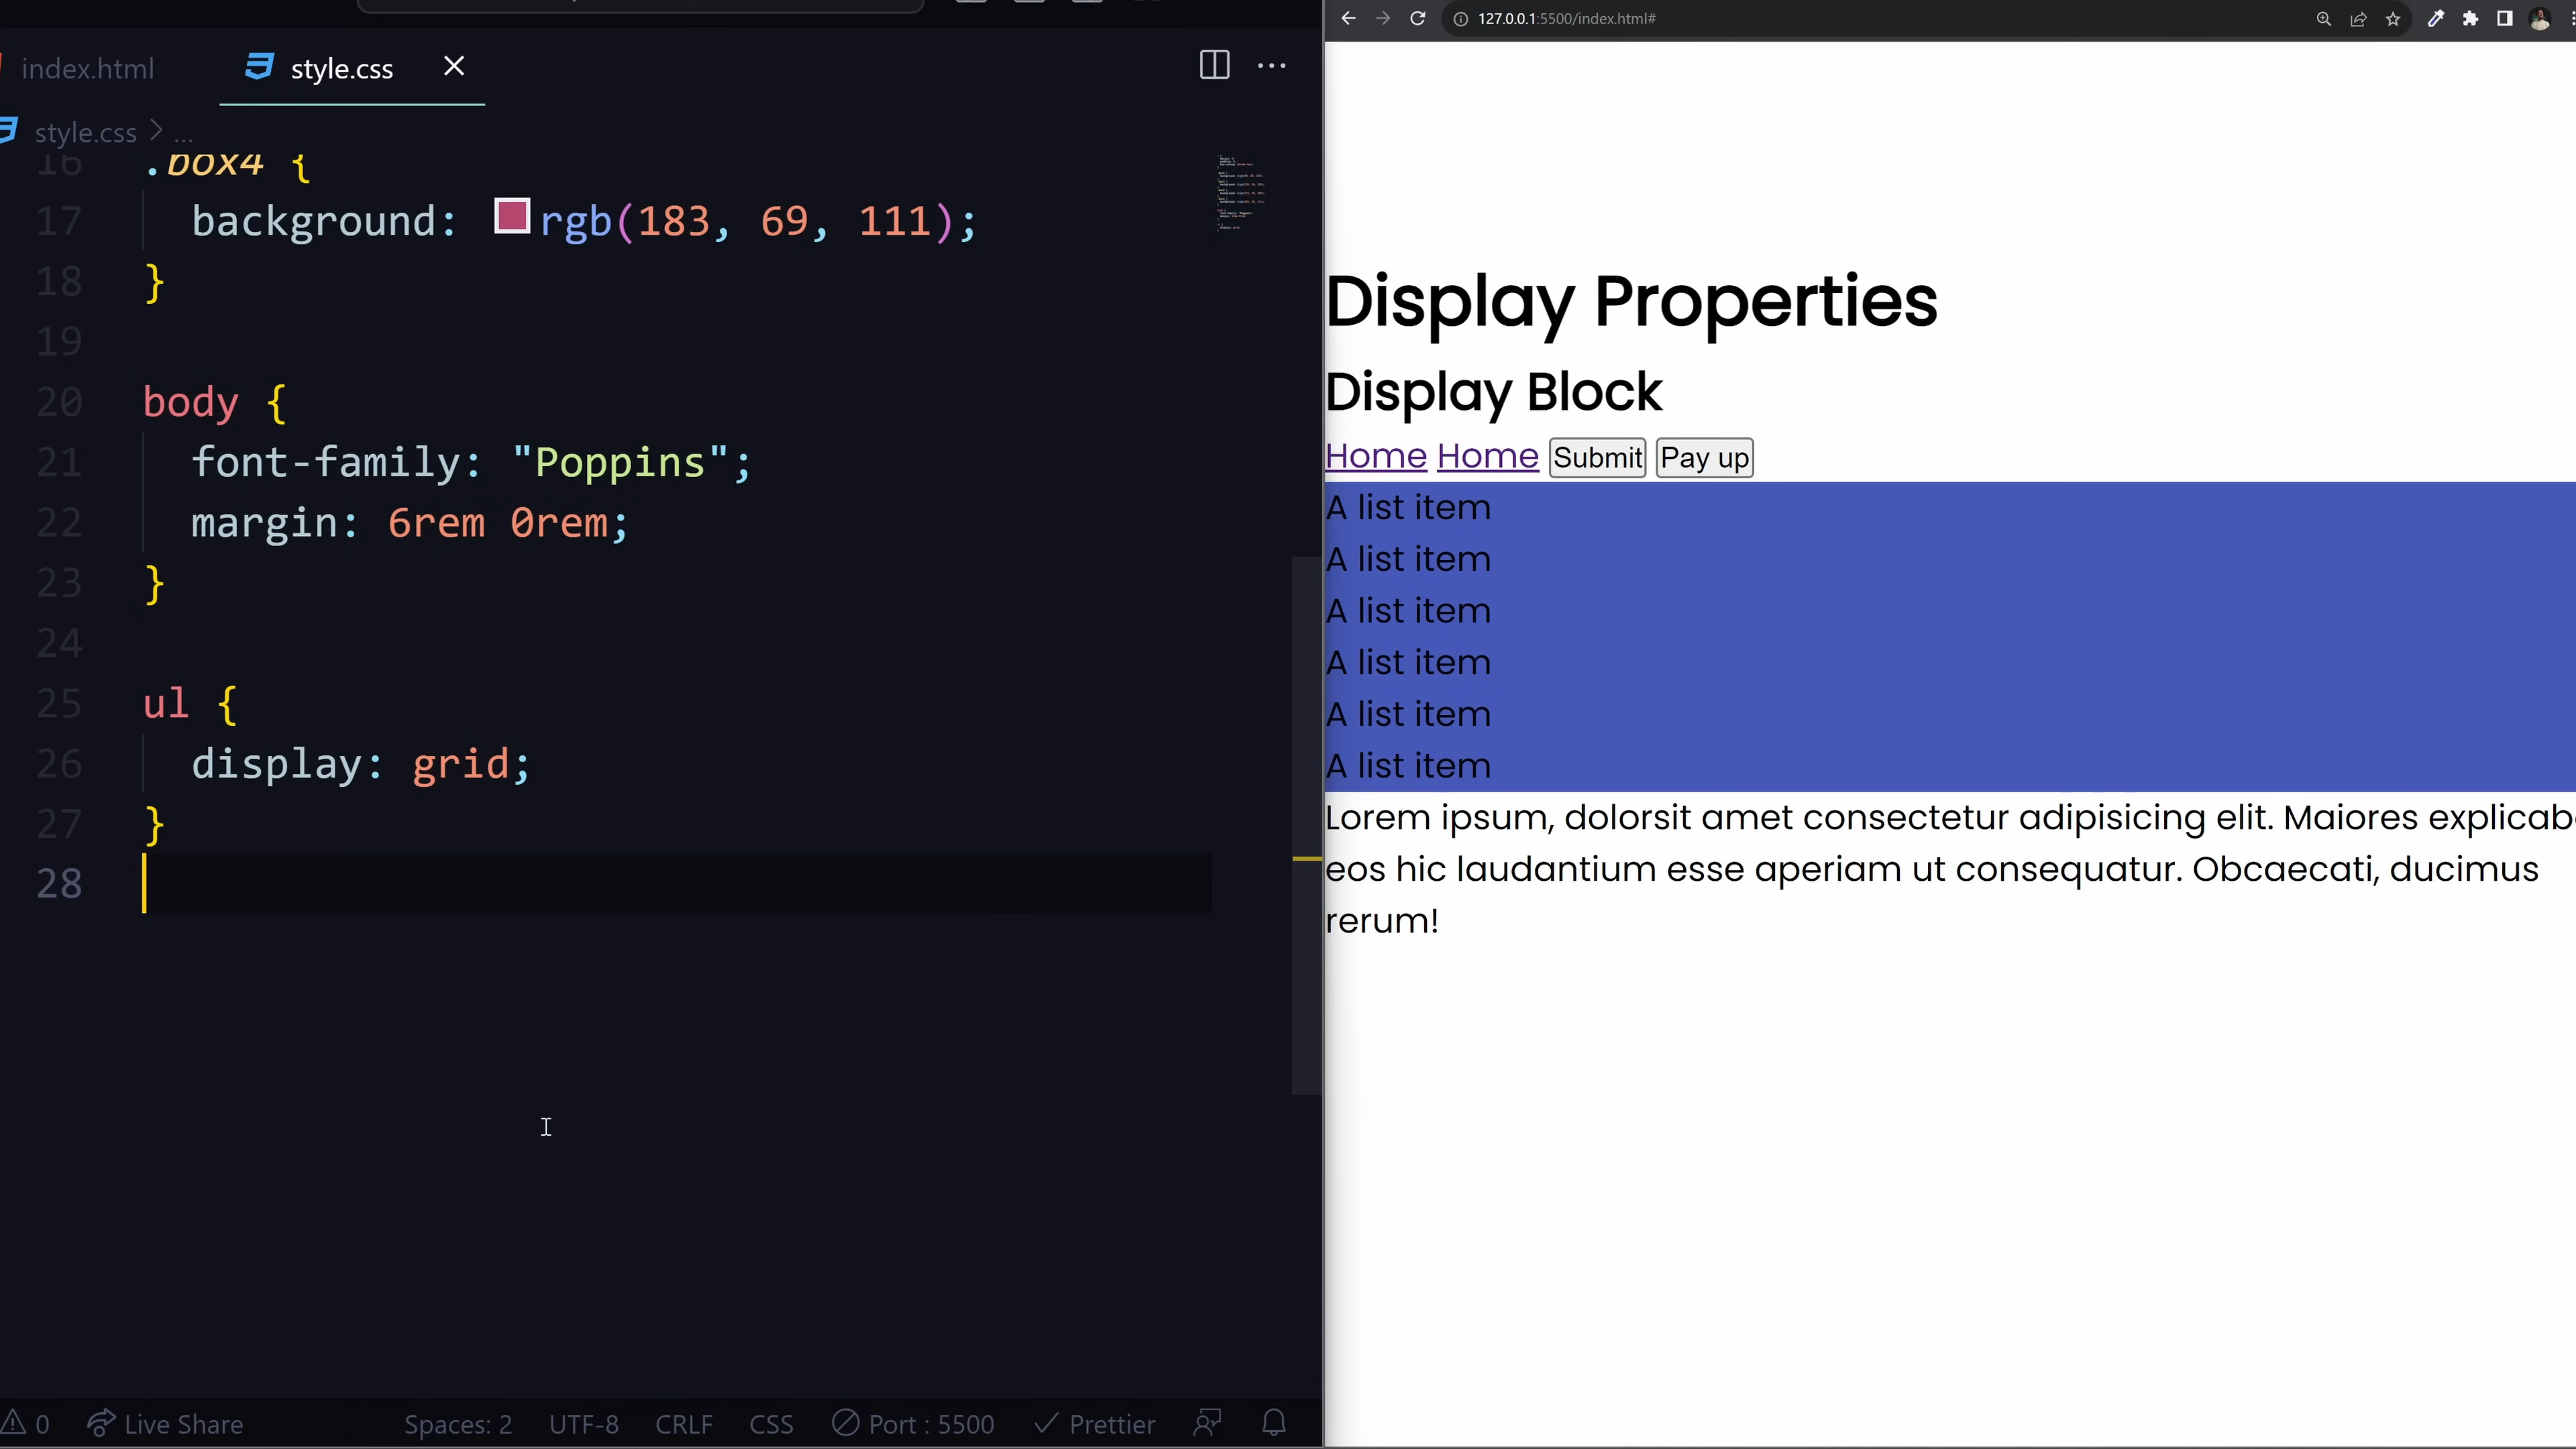 index.html
style.css
style.css > ...
16 .box4 {
17 background: rgb(183, 69, 111);
18 }
19
20 body {
21 font-family: "Poppins";
22 margin: 6rem 0rem;
23 }
24
25 ul {
26 display: grid;
27 }
28
0
Live Share
Spaces: 2
UTF-8
CRLF
CSS
Port : 5500
Prettier
127.0.0.1:5500/index.html#
Display Properties
Display Block
Home Home Submit Pay up
A list item
A list item
A list item
A list item
A list item
A list item
Lorem ipsum, dolorsit amet consectetur adipisicing elit. Maiores explicab
eos hic laudantium esse aperiam ut consequatur. Obcaecati, ducimus
rerum!